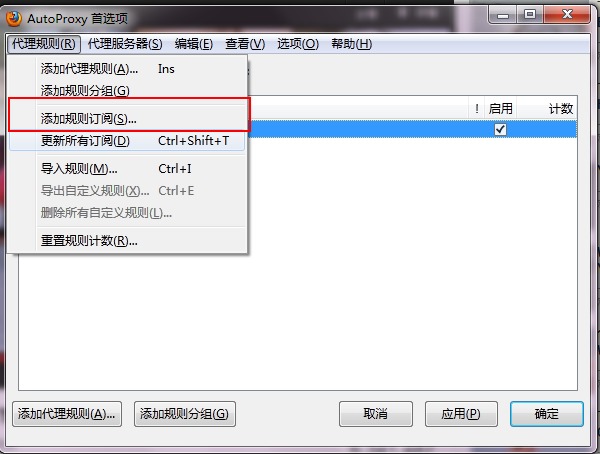 AutoProxy 首选项
代理规则(R) 代理服务器(S) 编辑(E) 查看(V) 选项(O) 帮助(H)
添加代理规则(A)... Ins
添加规则分组(G)
! 启用 计数
添加规则订阅(S)...
更新所有订阅(D) Ctrl+Shift+T
导入规则(M)... Ctrl+I
导出自定义规则(X)... Ctrl+E
删除所有自定义规则(L)...
重置规则计数(R)...
添加代理规则(A)... 添加规则分组(G) 取消 应用(P) 确定